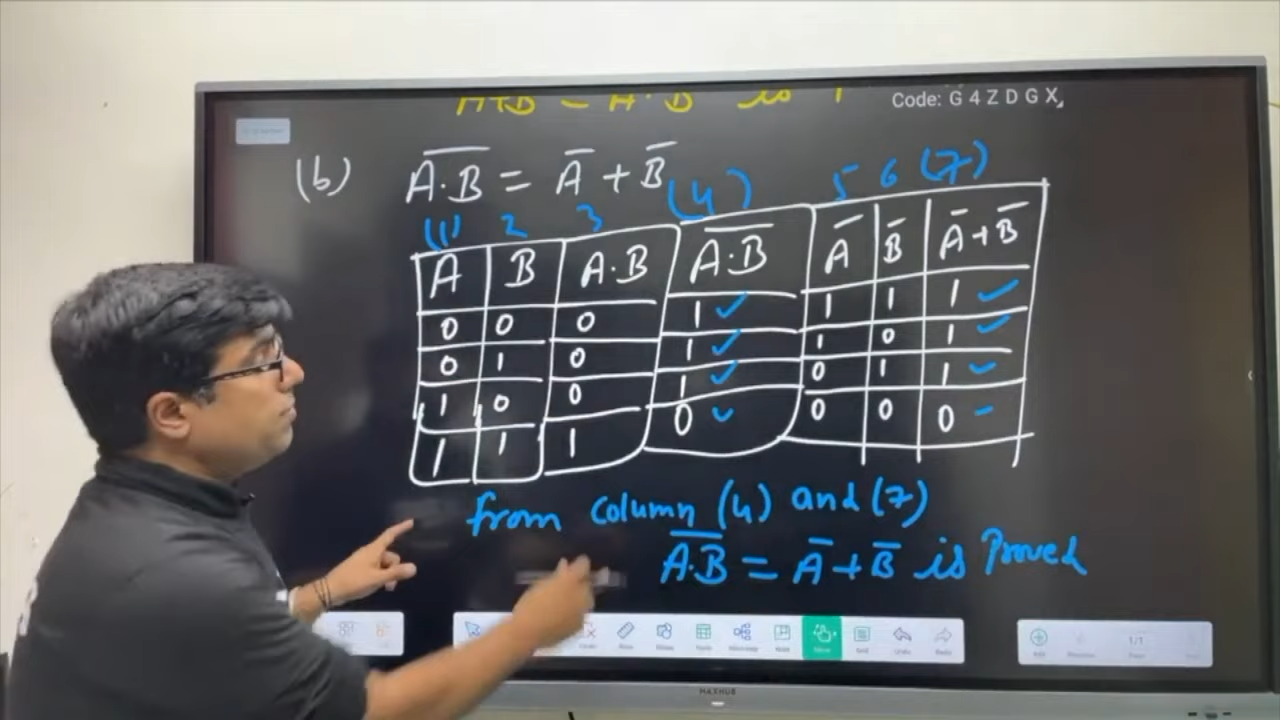 Code: G 4 Z D G X
(b) A̅·̅B̅ = A̅ + B̅
(1) 2 3 (4) 5 6 (7)
A B A·B A̅·̅B̅ A̅ B̅ A̅+B̅
0 0 0 1 ✓ 1 1 1 ✓
0 1 0 1 ✓ 1 0 1 ✓
1 0 0 1 ✓ 0 1 1 ✓
1 1 1 0 ✓ 0 0 0 –
from column (4) and (7)
A̅·̅B̅ = A̅ + B̅ is Proved
1/1
MAXHUB